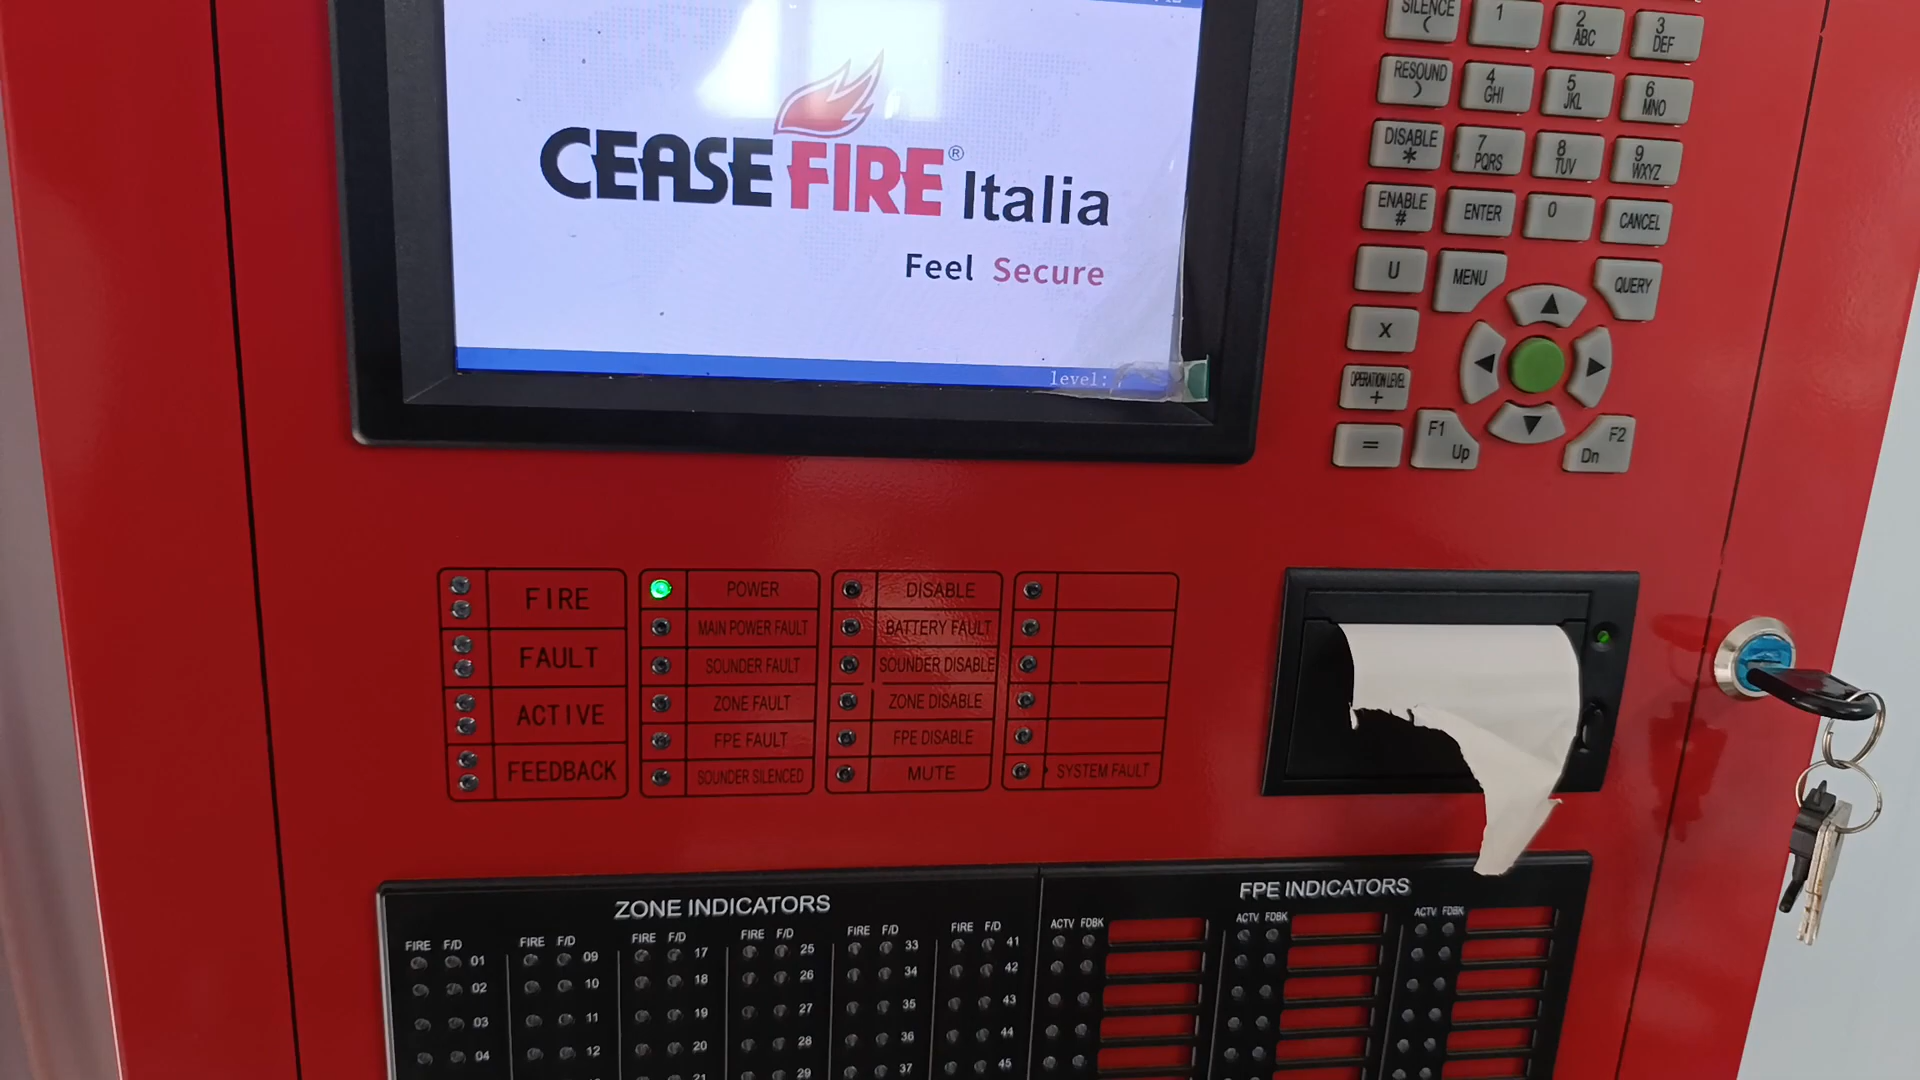 CEASE FIRE® Italia
Feel Secure
level:
SILENCE ( 1 2 ABC 3 DEF
RESOUND ) 4 GHI 5 JKL 6 MNO
DISABLE * 7 PQRS 8 TUV 9 WXYZ
ENABLE # ENTER 0 CANCEL
U MENU QUERY
X
OPERATION LEVEL +
= F1 Up F2 Dn
FIRE
FAULT
ACTIVE
FEEDBACK
POWER
MAIN POWER FAULT
SOUNDER FAULT
ZONE FAULT
FPE FAULT
SOUNDER SILENCED
DISABLE
BATTERY FAULT
SOUNDER DISABLE
ZONE DISABLE
FPE DISABLE
MUTE
SYSTEM FAULT
ZONE INDICATORS
FIRE F/D FIRE F/D FIRE F/D FIRE F/D FIRE F/D FIRE F/D
01 09 17 25 33 41
02 10 18 26 34 42
03 11 19 27 35 43
04 12 20 28 36 44
21 29 37 45
FPE INDICATORS
ACTV FDBK ACTV FDBK ACTV FDBK